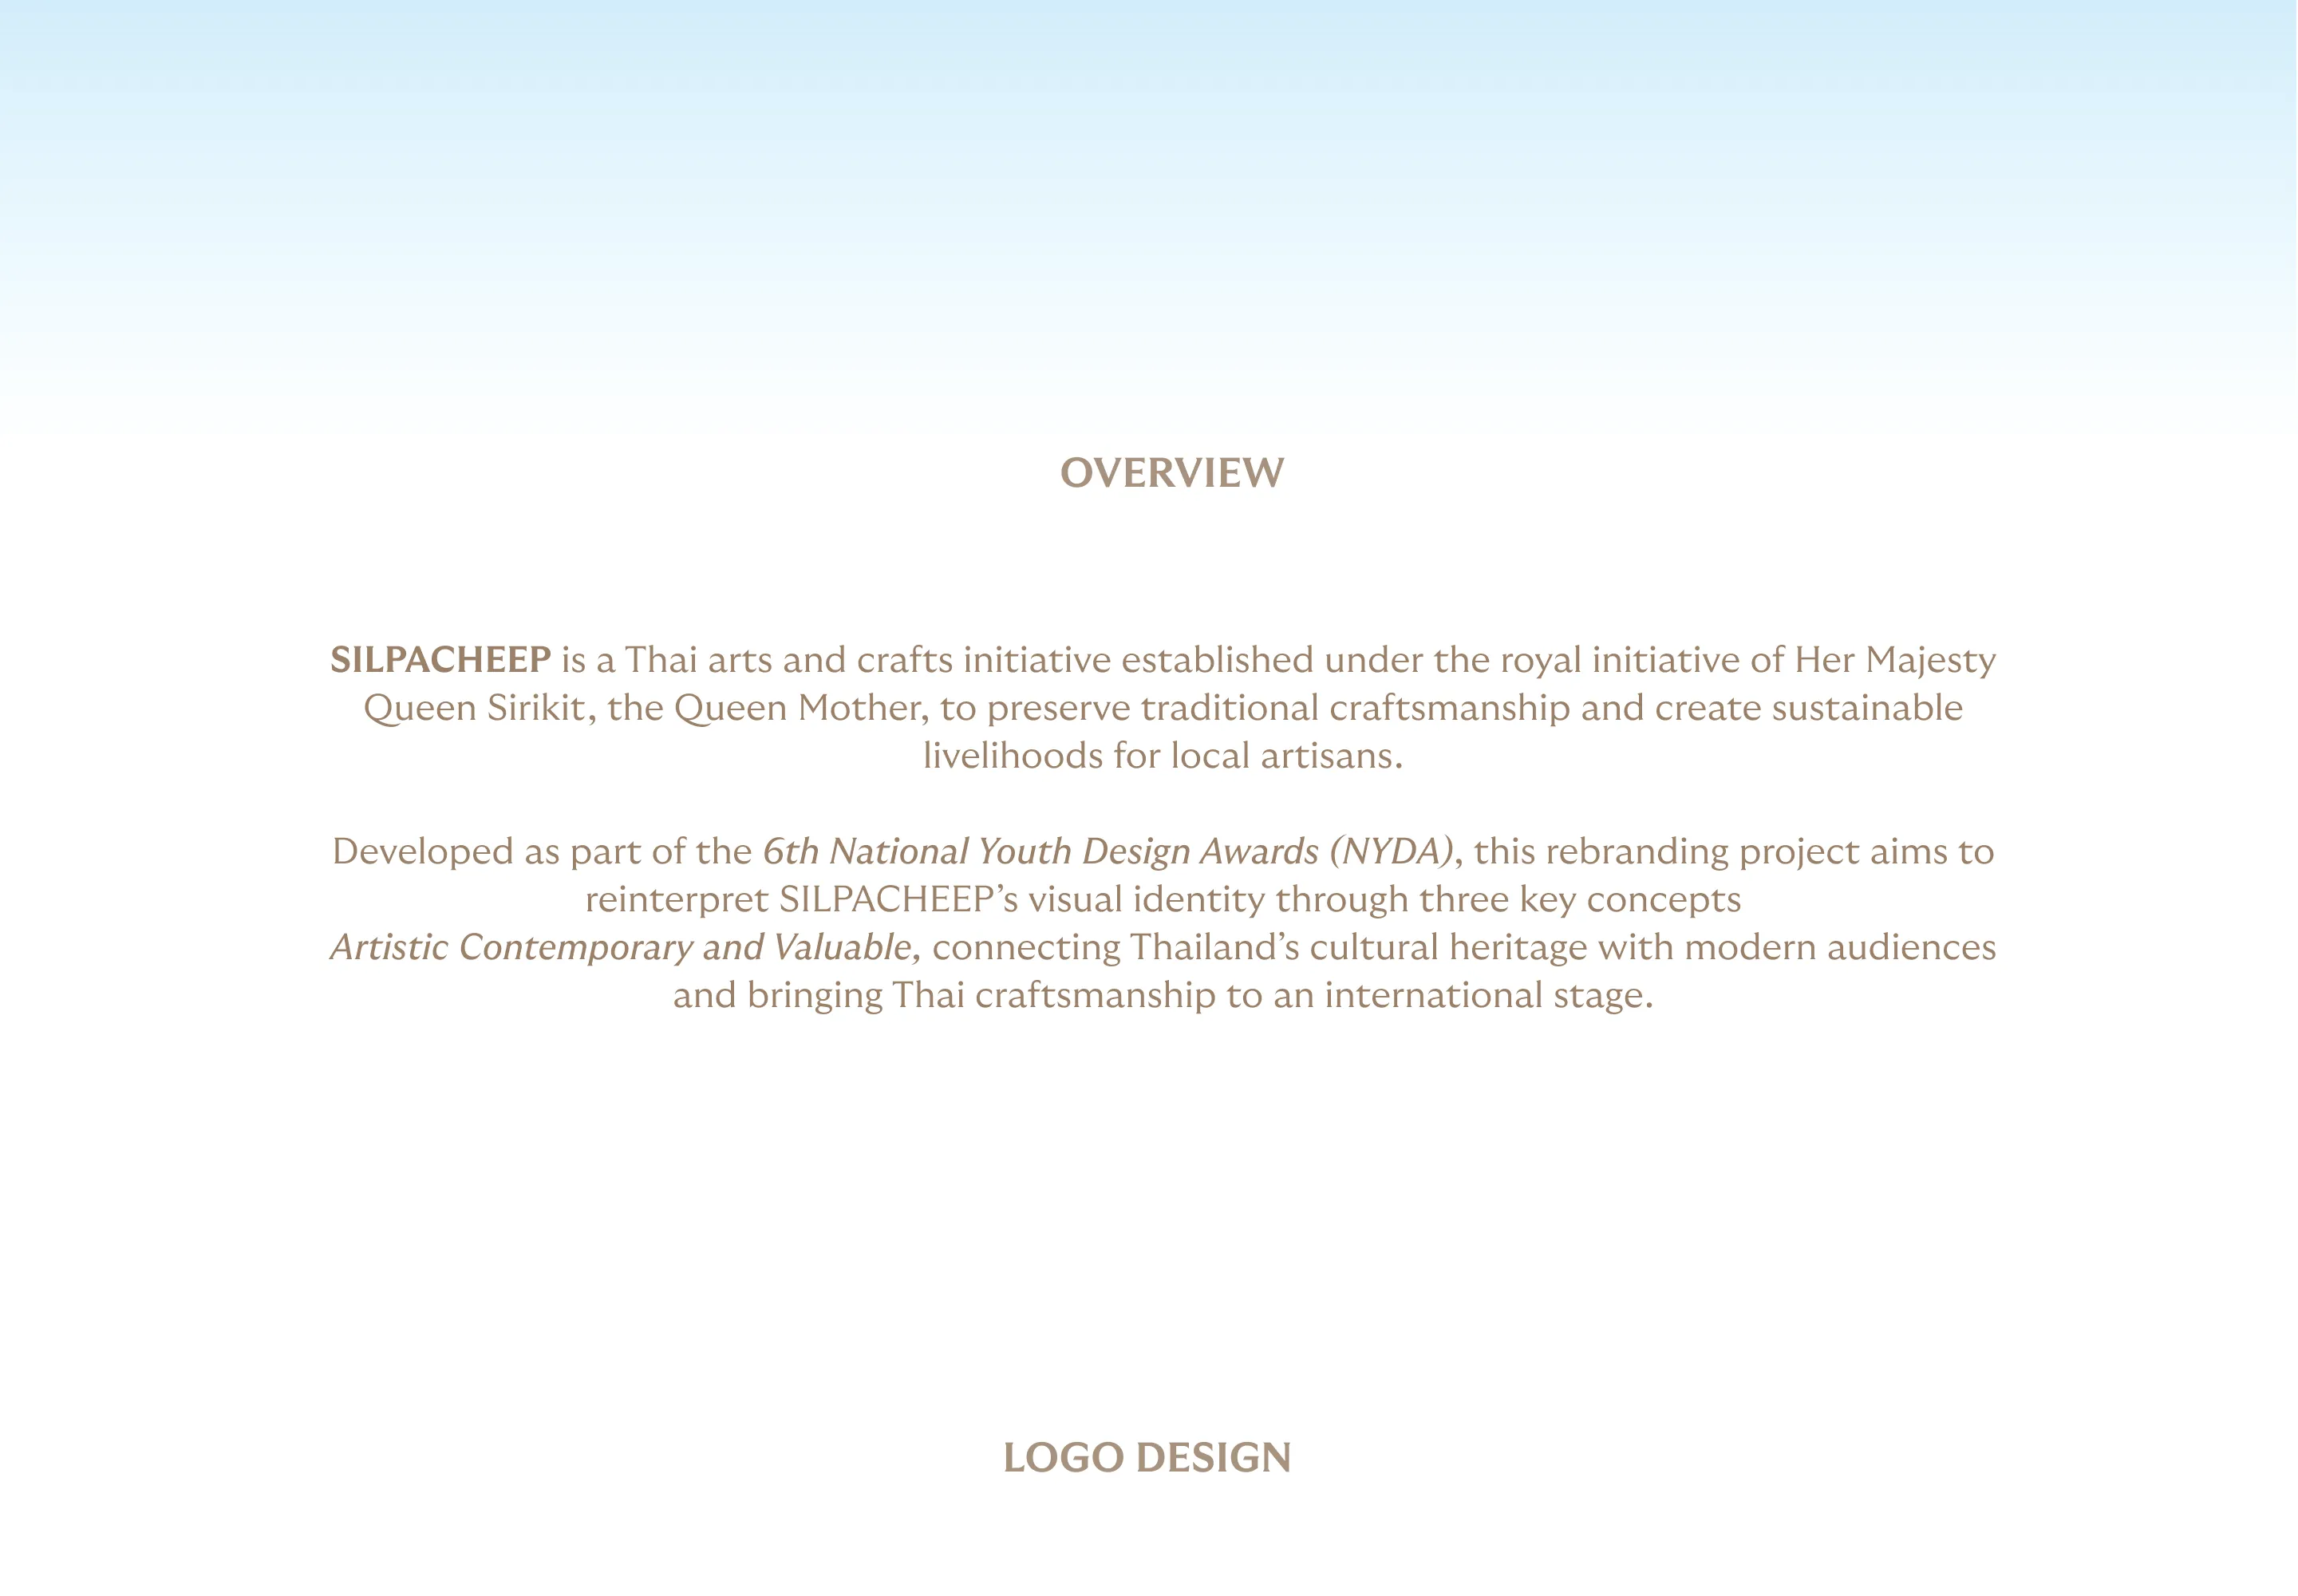 OVERVIEW
SILPACHEEP is a Thai arts and crafts initiative established under the royal initiative of Her Majesty
Queen Sirikit, the Queen Mother, to preserve traditional craftsmanship and create sustainable
livelihoods for local artisans.
Developed as part of the 6th National Youth Design Awards (NYDA), this rebranding project aims to
reinterpret SILPACHEEP’s visual identity through three key concepts
Artistic Contemporary and Valuable, connecting Thailand’s cultural heritage with modern audiences
and bringing Thai craftsmanship to an international stage.
LOGO DESIGN